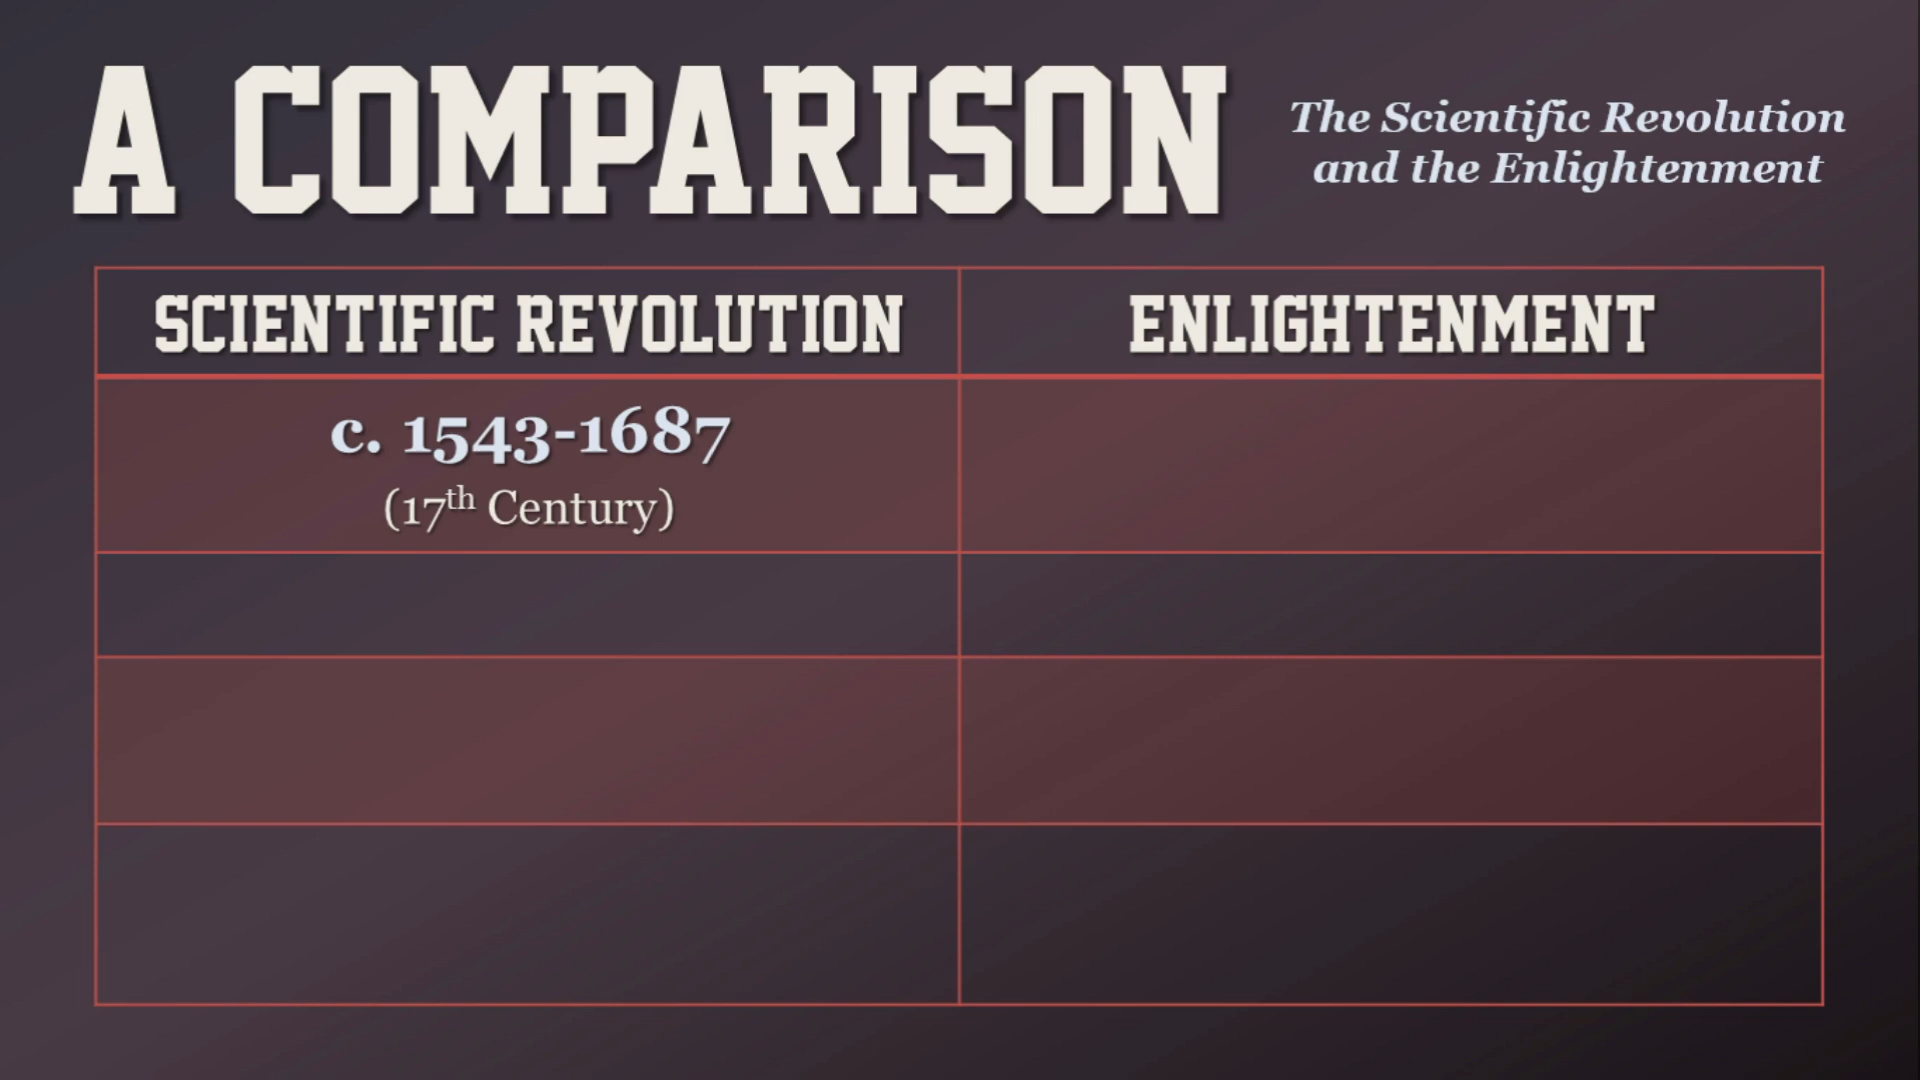 A COMPARISON
The Scientific Revolution
and the Enlightenment
SCIENTIFIC REVOLUTION
ENLIGHTENMENT
c. 1543-1687
(17th Century)